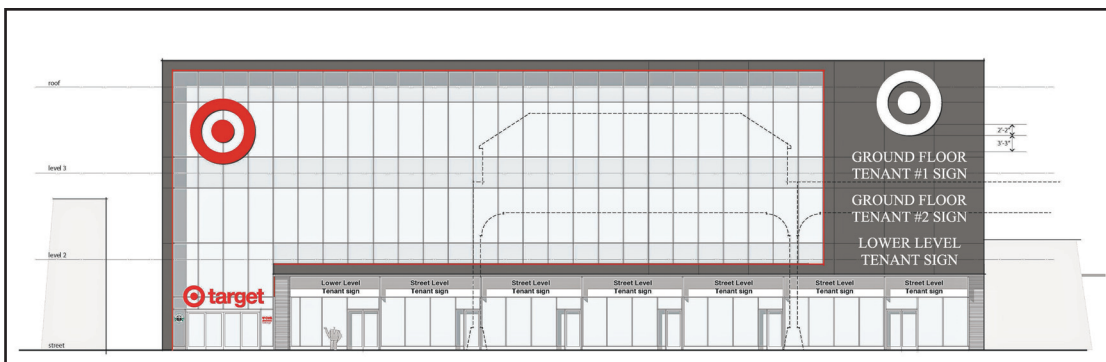 roof
2'-2"
3'-3"
GROUND FLOOR
TENANT #1 SIGN
level 3
GROUND FLOOR
TENANT #2 SIGN
LOWER LEVEL
TENANT SIGN
level 2
Lower Level
Tenant sign
Street Level
Tenant sign
Street Level
Tenant sign
Street Level
Tenant sign
Street Level
Tenant sign
Street Level
Tenant sign
Street Level
Tenant sign
target
street